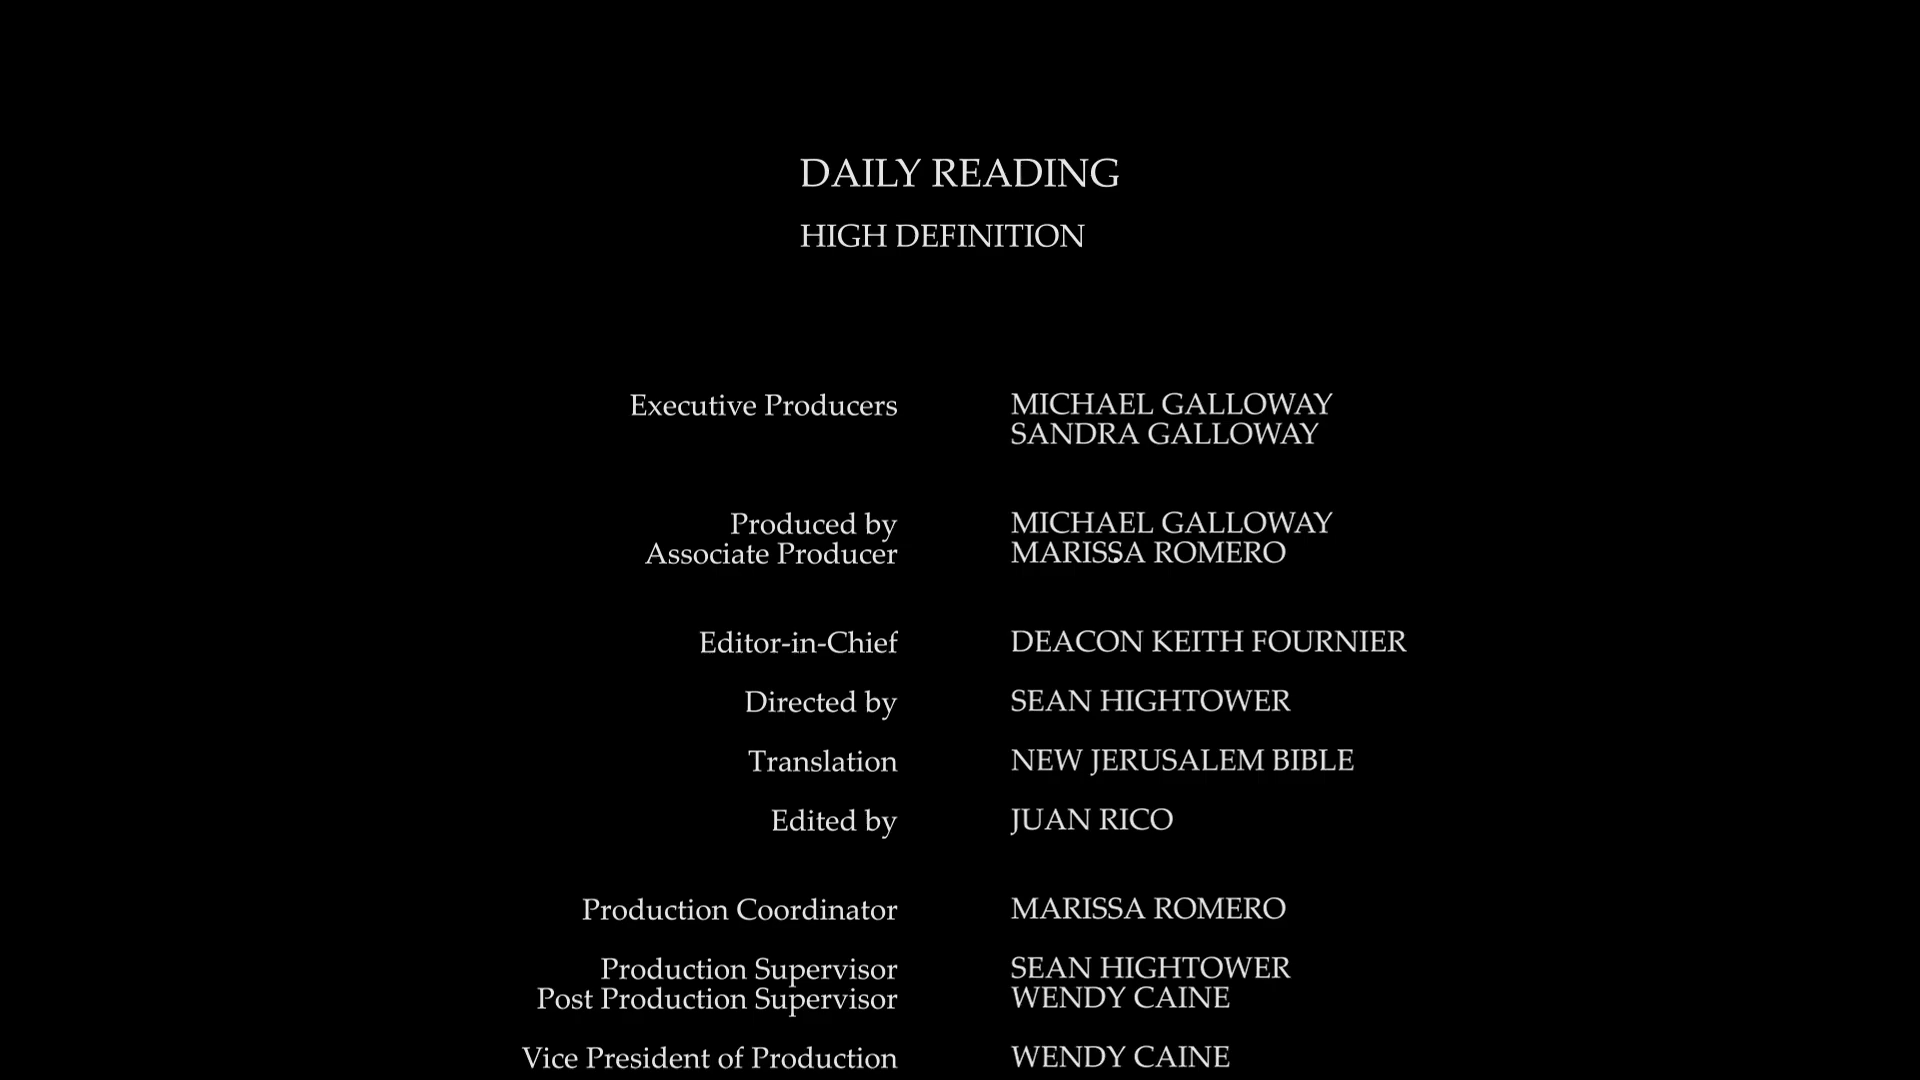 DAILY READING
HIGH DEFINITION
Executive Producers MICHAEL GALLOWAY
SANDRA GALLOWAY
Produced by MICHAEL GALLOWAY
Associate Producer MARISSA ROMERO
Editor-in-Chief DEACON KEITH FOURNIER
Directed by SEAN HIGHTOWER
Translation NEW JERUSALEM BIBLE
Edited by JUAN RICO
Production Coordinator MARISSA ROMERO
Production Supervisor SEAN HIGHTOWER
Post Production Supervisor WENDY CAINE
Vice President of Production WENDY CAINE